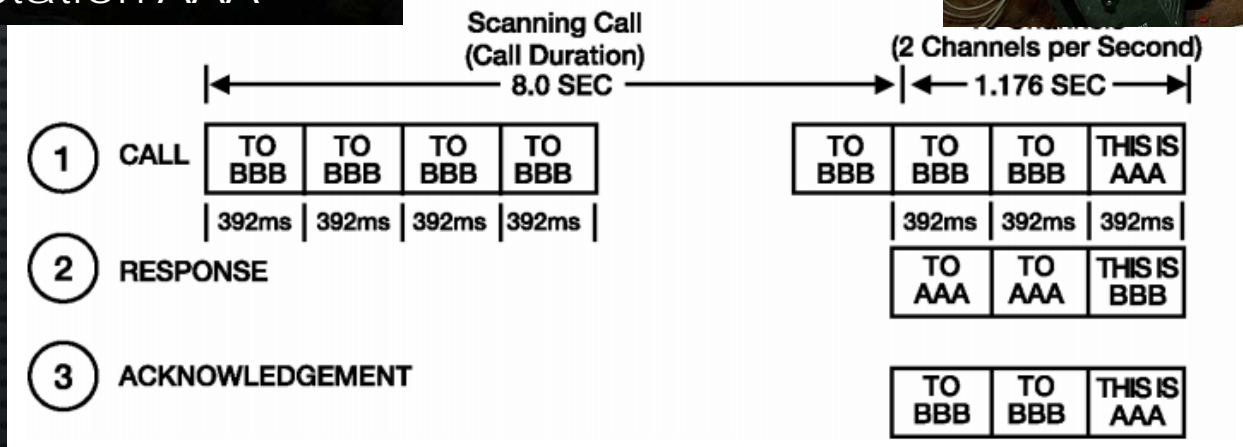 Station AAA
Scanning Call
(Call Duration)
8.0 SEC
(2 Channels per Second)
1.176 SEC
1 CALL TO BBB TO BBB TO BBB TO BBB TO BBB TO BBB TO BBB THIS IS AAA
392ms 392ms 392ms 392ms 392ms 392ms 392ms
2 RESPONSE TO AAA TO AAA THIS IS BBB
3 ACKNOWLEDGEMENT TO BBB TO BBB THIS IS AAA